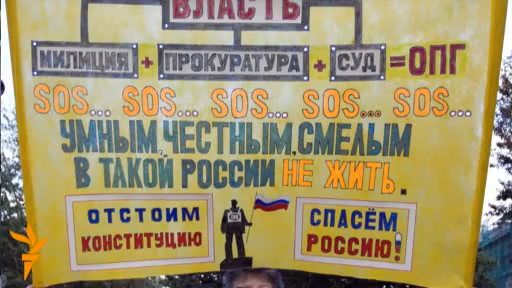 ВЛАСТЬ
МИЛИЦИЯ + ПРОКУРАТУРА + СУД = ОПГ
SOS... SOS... SOS... SOS... SOS...
УМНЫМ, ЧЕСТНЫМ, СМЕЛЫМ
В ТАКОЙ РОССИИ НЕ ЖИТЬ.
ОТСТОИМ
КОНСТИТУЦИЮ
СПАСЁМ
РОССИЮ!